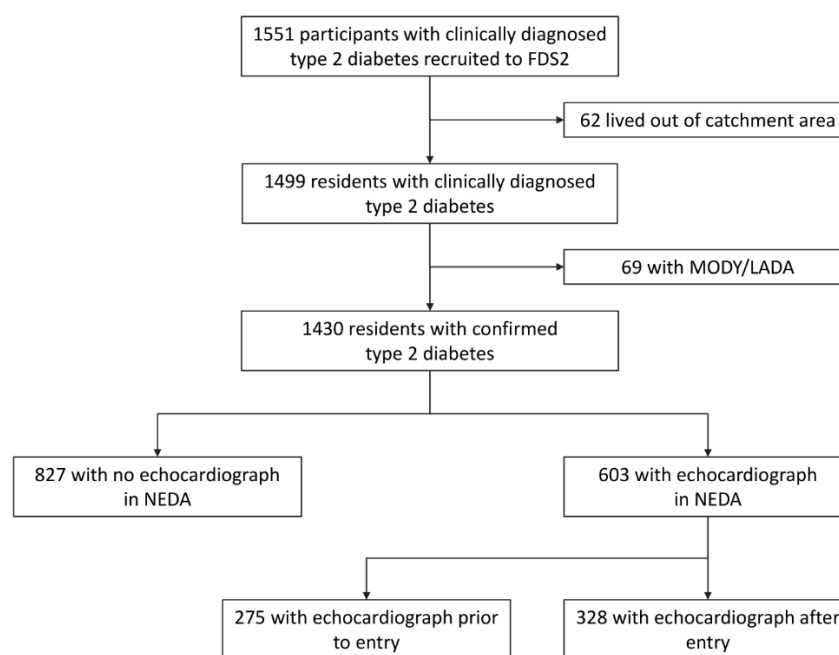 1551 participants with clinically diagnosed
type 2 diabetes recruited to FDS2
62 lived out of catchment area
1499 residents with clinically diagnosed
type 2 diabetes
69 with MODY/LADA
1430 residents with confirmed
type 2 diabetes
827 with no echocardiograph
in NEDA
603 with echocardiograph
in NEDA
275 with echocardiograph prior
to entry
328 with echocardiograph after
entry